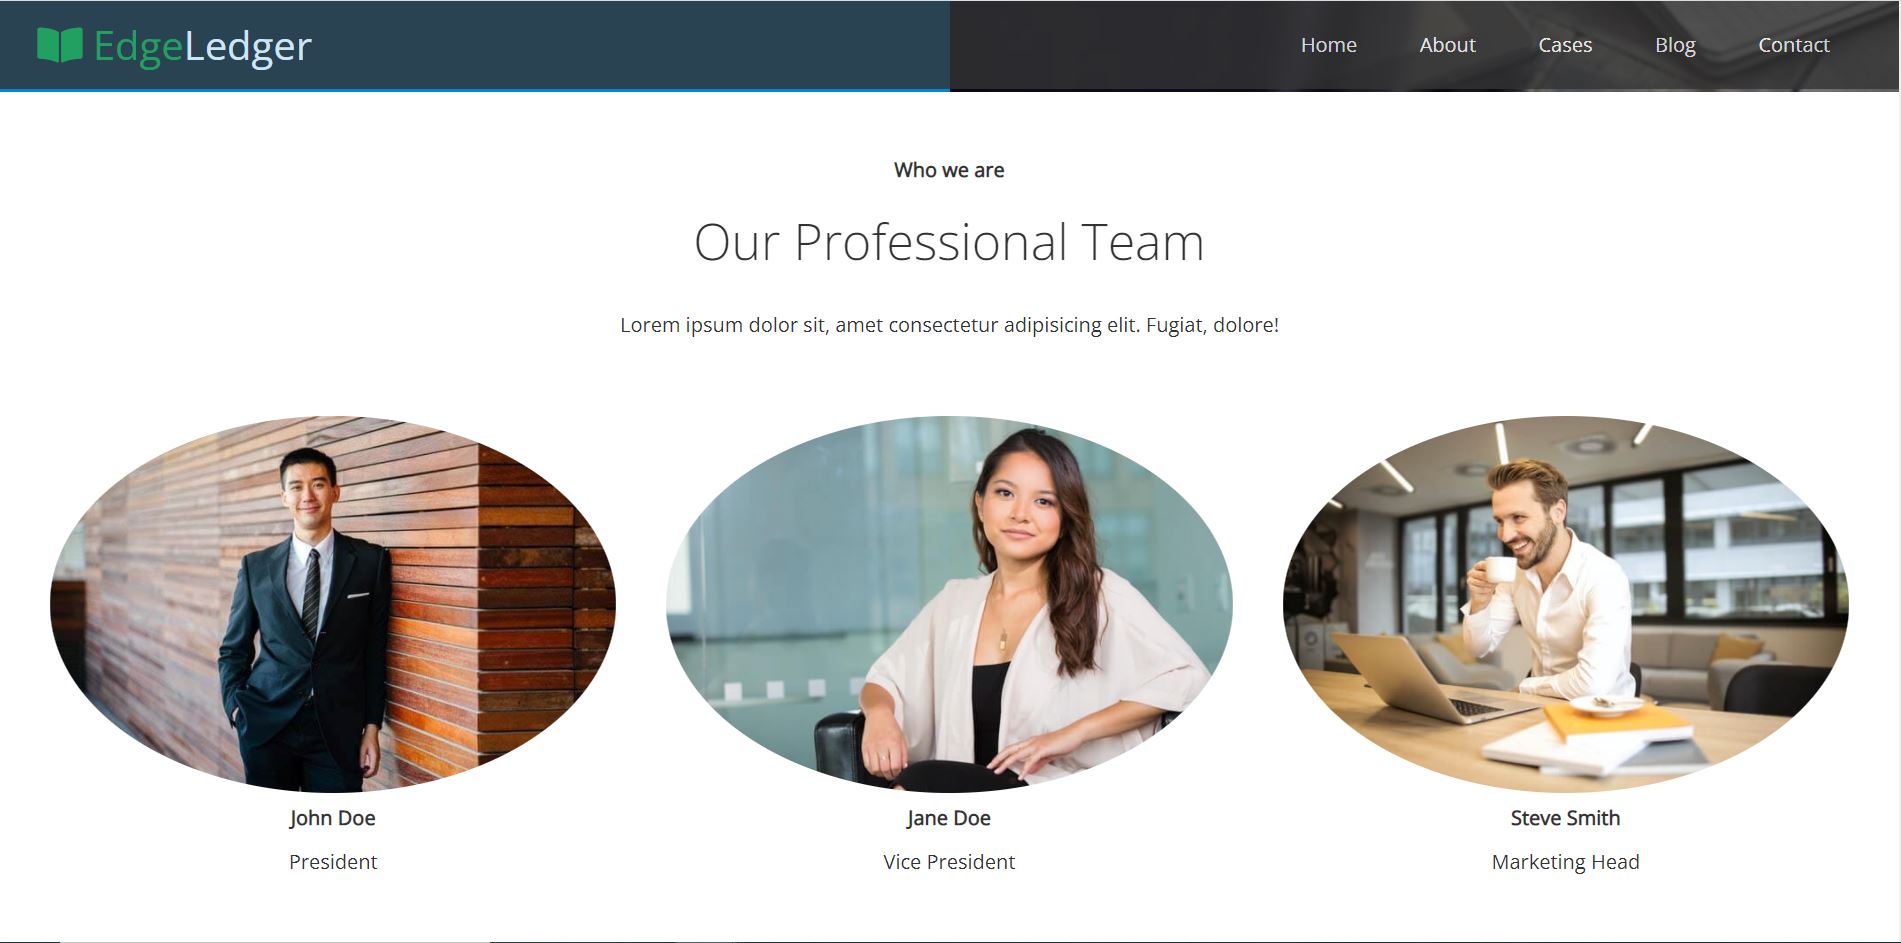 EdgeLedger
Home About Cases Blog Contact
Who we are
Our Professional Team
Lorem ipsum dolor sit, amet consectetur adipisicing elit. Fugiat, dolore!
John Doe
President
Jane Doe
Vice President
Steve Smith
Marketing Head